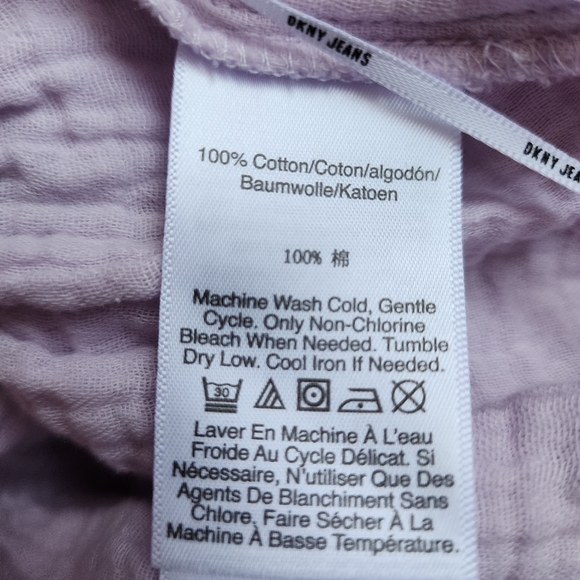 DKNY JEANS
DKNY JEA
100% Cotton/Coton/algodón/
Baumwolle/Katoen
100% 棉
Machine Wash Cold, Gentle
Cycle. Only Non-Chlorine
Bleach When Needed. Tumble
Dry Low. Cool Iron If Needed.
30
Laver En Machine À L'eau
Froide Au Cycle Délicat. Si
Nécessaire, N'utiliser Que Des
Agents De Blanchiment Sans
Chlore. Faire Sécher À La
Machine À Basse Température.